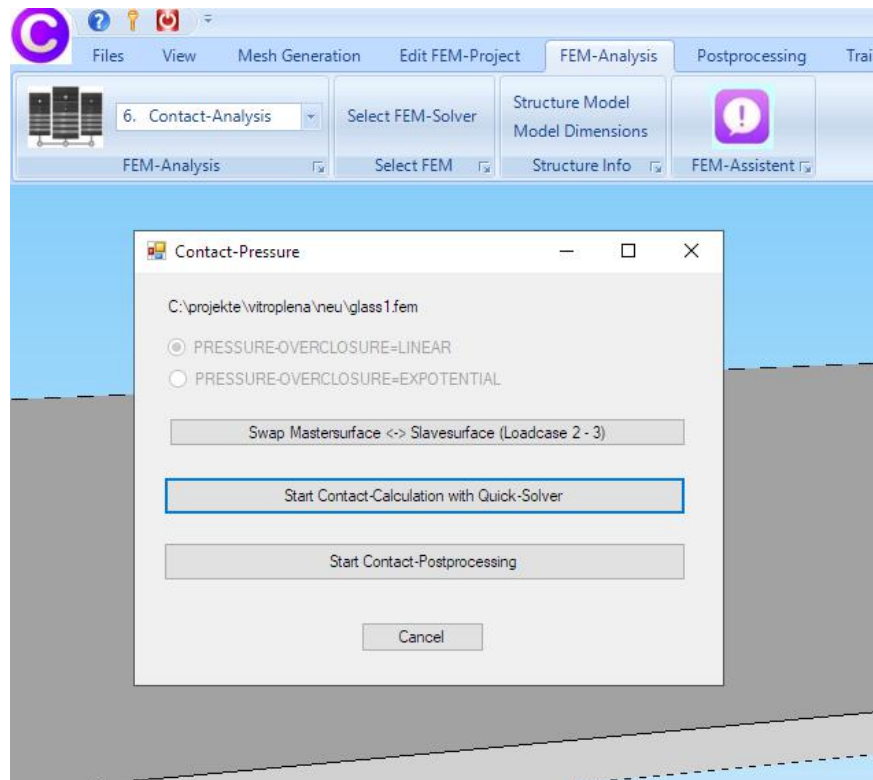 C
Files View Mesh Generation Edit FEM-Project FEM-Analysis Postprocessing
6. Contact-Analysis
Select FEM-Solver
Structure Model
Model Dimensions
FEM-Analysis Select FEM Structure Info FEM-Assistent
Contact-Pressure
C:\projekte\vitroplena\neu\glass1.fem
PRESSURE-OVERCLOSURE=LINEAR
PRESSURE-OVERCLOSURE=EXPOTENTIAL
Swap Mastersurface <-> Slavesurface (Loadcase 2 - 3)
Start Contact-Calculation with Quick-Solver
Start Contact-Postprocessing
Cancel